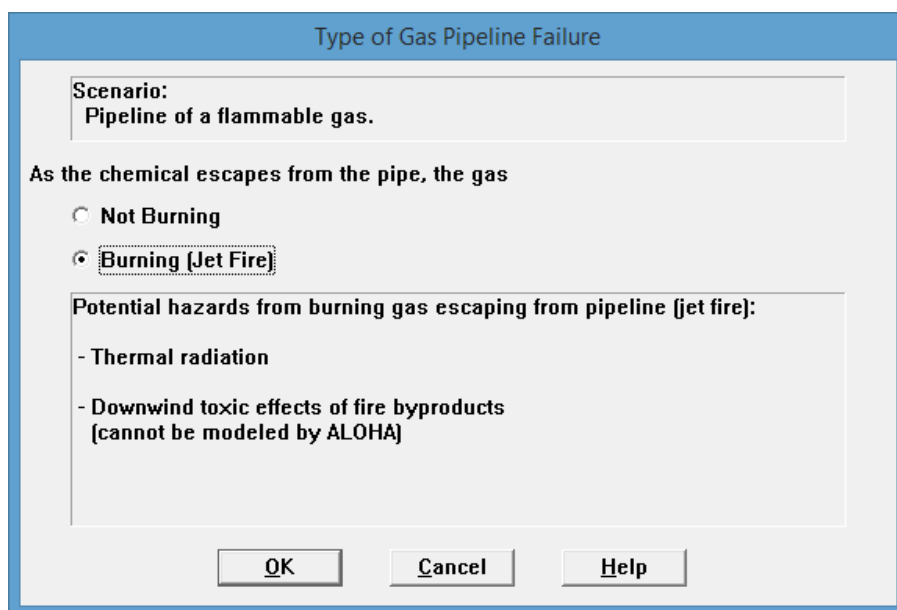 Type of Gas Pipeline Failure
Scenario:
Pipeline of a flammable gas.
As the chemical escapes from the pipe, the gas
Not Burning
Burning (Jet Fire)
Potential hazards from burning gas escaping from pipeline (jet fire):
- Thermal radiation
- Downwind toxic effects of fire byproducts
(cannot be modeled by ALOHA)
OK Cancel Help